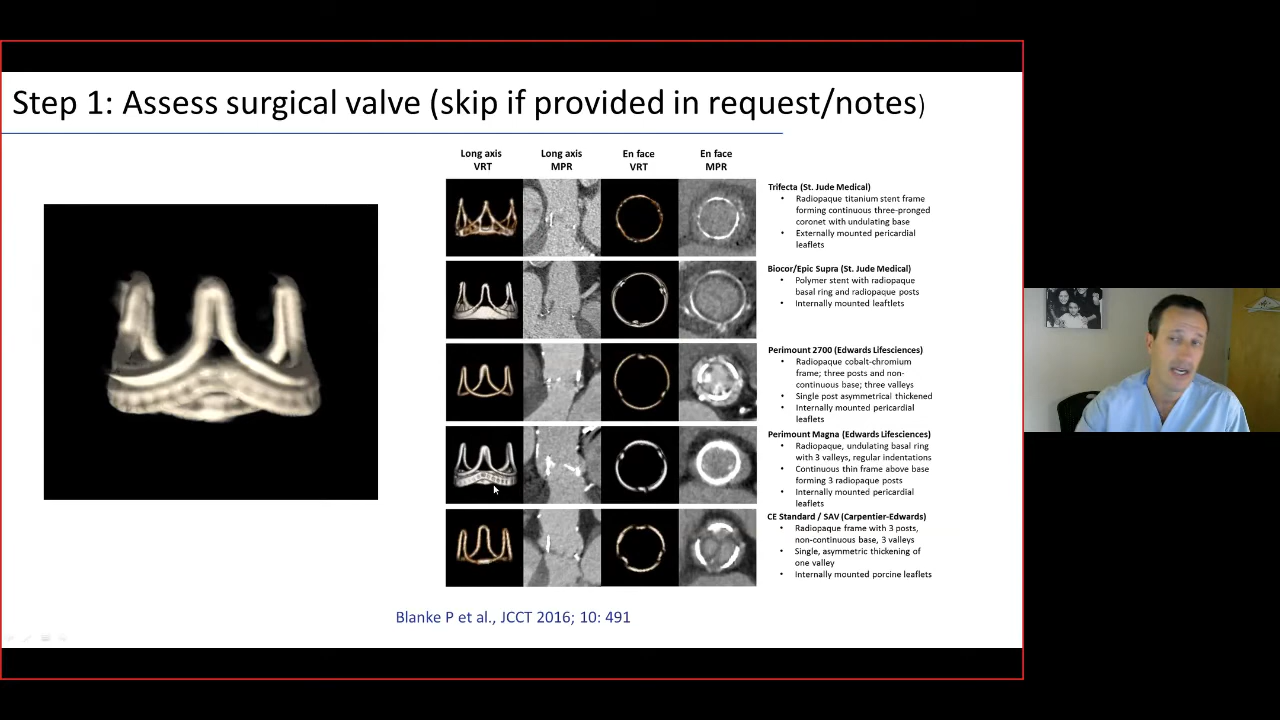 Step 1: Assess surgical valve (skip if provided in request/notes)
Long axis
VRT
Long axis
MPR
En face
VRT
En face
MPR
Trifecta (St. Jude Medical)
• Radiopaque titanium stent frame
forming continuous three-pronged
coronet with undulating base
• Externally mounted pericardial
leaflets
Biocor/Epic Supra (St. Jude Medical)
• Polymer stent with radiopaque
basal ring and radiopaque posts
• Internally mounted leaftlets
Perimount 2700 (Edwards Lifesciences)
• Radiopaque cobalt-chromium
frame; three posts and non-
continuous base; three valleys
• Single post asymmetrical thickened
• Internally mounted pericardial
leaflets
Perimount Magna (Edwards Lifesciences)
• Radiopaque, undulating basal ring
with 3 valleys, regular indentations
• Continuous thin frame above base
forming 3 radiopaque posts
• Internally mounted pericardial
leaflets
CE Standard / SAV (Carpentier-Edwards)
• Radiopaque frame with 3 posts,
non-continuous base, 3 valleys
• Single, asymmetric thickening of
one valley
• Internally mounted porcine leaflets
Blanke P et al., JCCT 2016; 10: 491